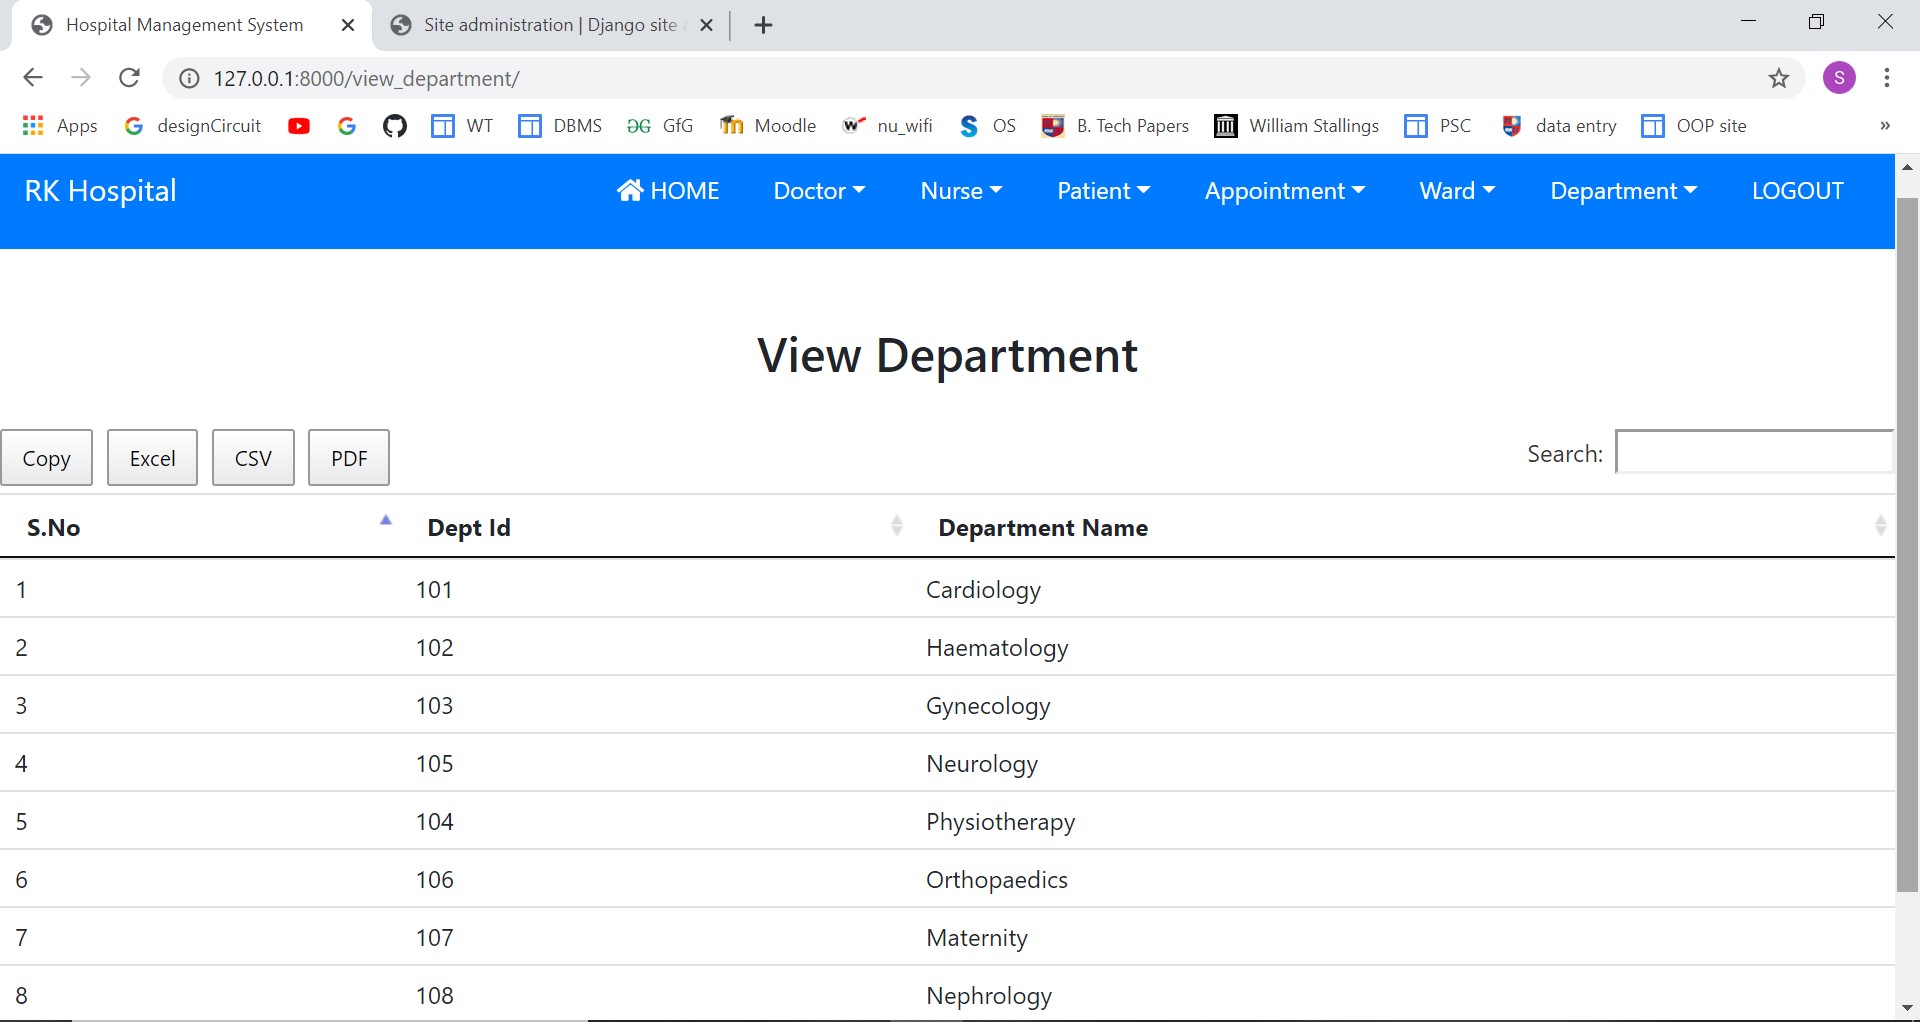 Hospital Management System
Site administration | Django site
127.0.0.1:8000/view_department/
S
Apps designCircuit WT DBMS GfG Moodle nu_wifi OS B. Tech Papers William Stallings PSC data entry OOP site »
RK Hospital HOME Doctor Nurse Patient Appointment Ward Department LOGOUT
View Department
Copy Excel CSV PDF Search:
S.No Dept Id Department Name
1 101 Cardiology
2 102 Haematology
3 103 Gynecology
4 105 Neurology
5 104 Physiotherapy
6 106 Orthopaedics
7 107 Maternity
8 108 Nephrology